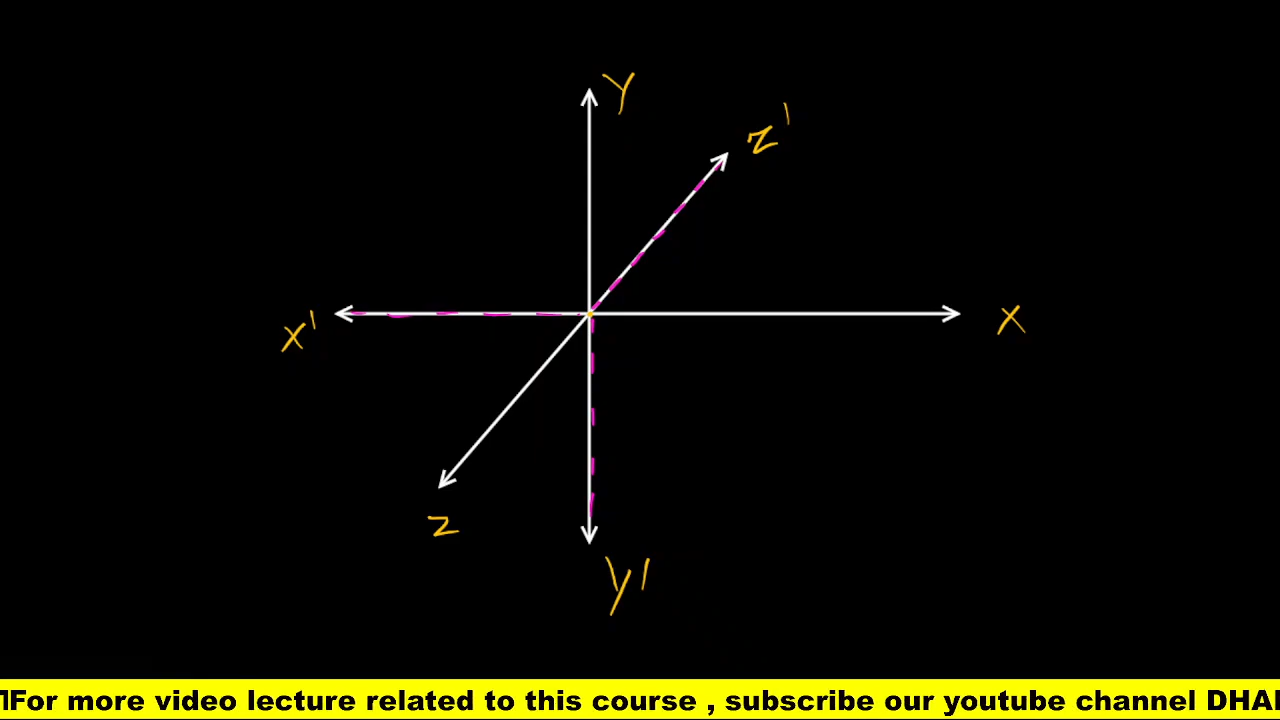 Y
z'
x'
X
z
y'
For more video lecture related to this course , subscribe our youtube channel